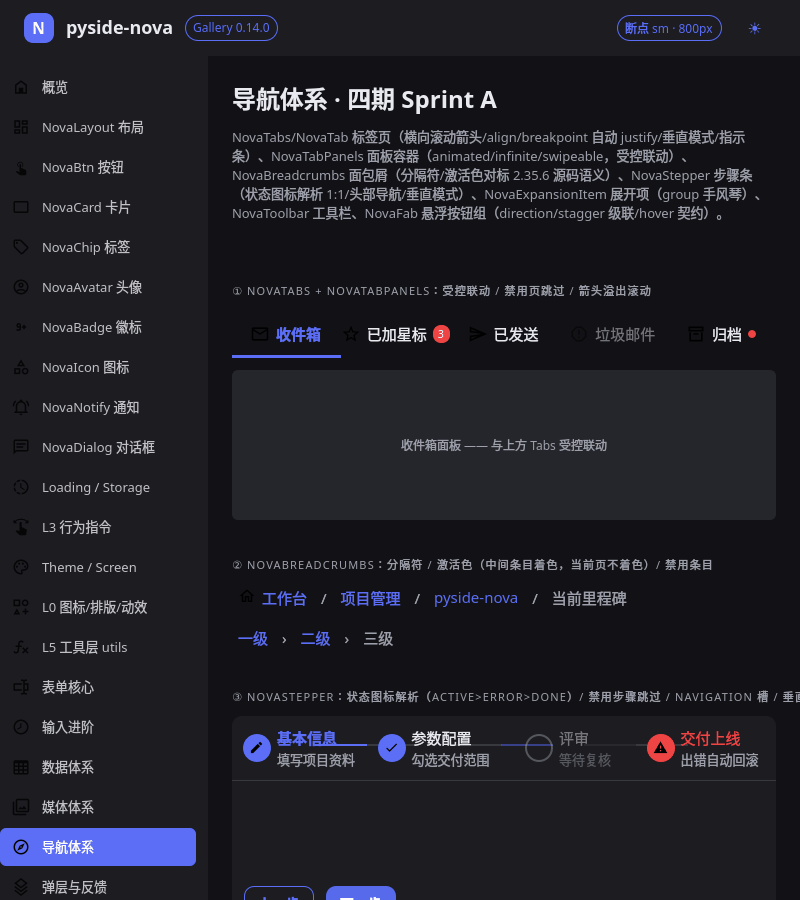 N pyside-nova Gallery 0.14.0 断点 sm · 800px
概览
NovaLayout 布局
NovaBtn 按钮
NovaCard 卡片
NovaChip 标签
NovaAvatar 头像
9+ NovaBadge 徽标
NovaIcon 图标
NovaNotify 通知
NovaDialog 对话框
Loading / Storage
L3 行为指令
Theme / Screen
L0 图标/排版/动效
L5 工具层 utils
表单核心
输入进阶
数据体系
媒体体系
导航体系
弹层与反馈
导航体系 · 四期 Sprint A
NovaTabs/NovaTab 标签页（横向滚动箭头/align/breakpoint 自动 justify/垂直模式/指示
条）、NovaTabPanels 面板容器（animated/infinite/swipeable，受控联动）、
NovaBreadcrumbs 面包屑（分隔符/激活色对标 2.35.6 源码语义）、NovaStepper 步骤条
（状态图标解析 1:1/头部导航/垂直模式）、NovaExpansionItem 展开项（group 手风琴）、
NovaToolbar 工具栏、NovaFab 悬浮按钮组（direction/stagger 级联/hover 契约）。
① NOVATABS + NOVATABPANELS：受控联动 / 禁用页跳过 / 箭头溢出滚动
收件箱 已加星标 3 已发送 垃圾邮件 归档
收件箱面板 —— 与上方 Tabs 受控联动
② NOVABREADCRUMBS：分隔符 / 激活色（中间条目着色，当前页不着色）/ 禁用条目
工作台 / 项目管理 / pyside-nova / 当前里程碑
一级 › 二级 › 三级
③ NOVASTEPPER：状态图标解析（ACTIVE>ERROR>DONE）/ 禁用步骤跳过 / NAVIGATION 槽 / 垂
基本信息 参数配置 评审 交付上线
填写项目资料 勾选交付范围 等待复核 出错自动回滚